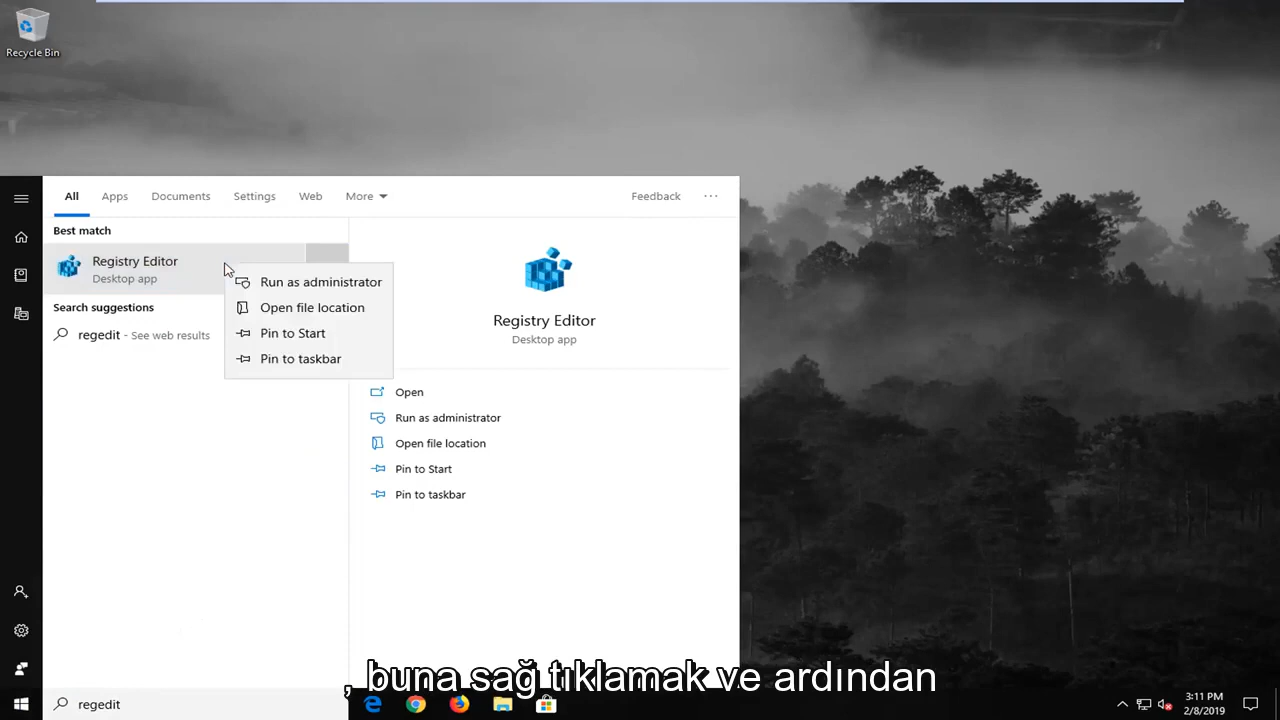 Recycle Bin
All Apps Documents Settings Web More Feedback ...
Best match
Registry Editor
Desktop app
Search suggestions
regedit - See web results
Run as administrator
Open file location
Pin to Start
Pin to taskbar
Registry Editor
Desktop app
Open
Run as administrator
Open file location
Pin to Start
Pin to taskbar
, buna sağ tıklamak ve ardından
regedit
3:11 PM
2/8/2019